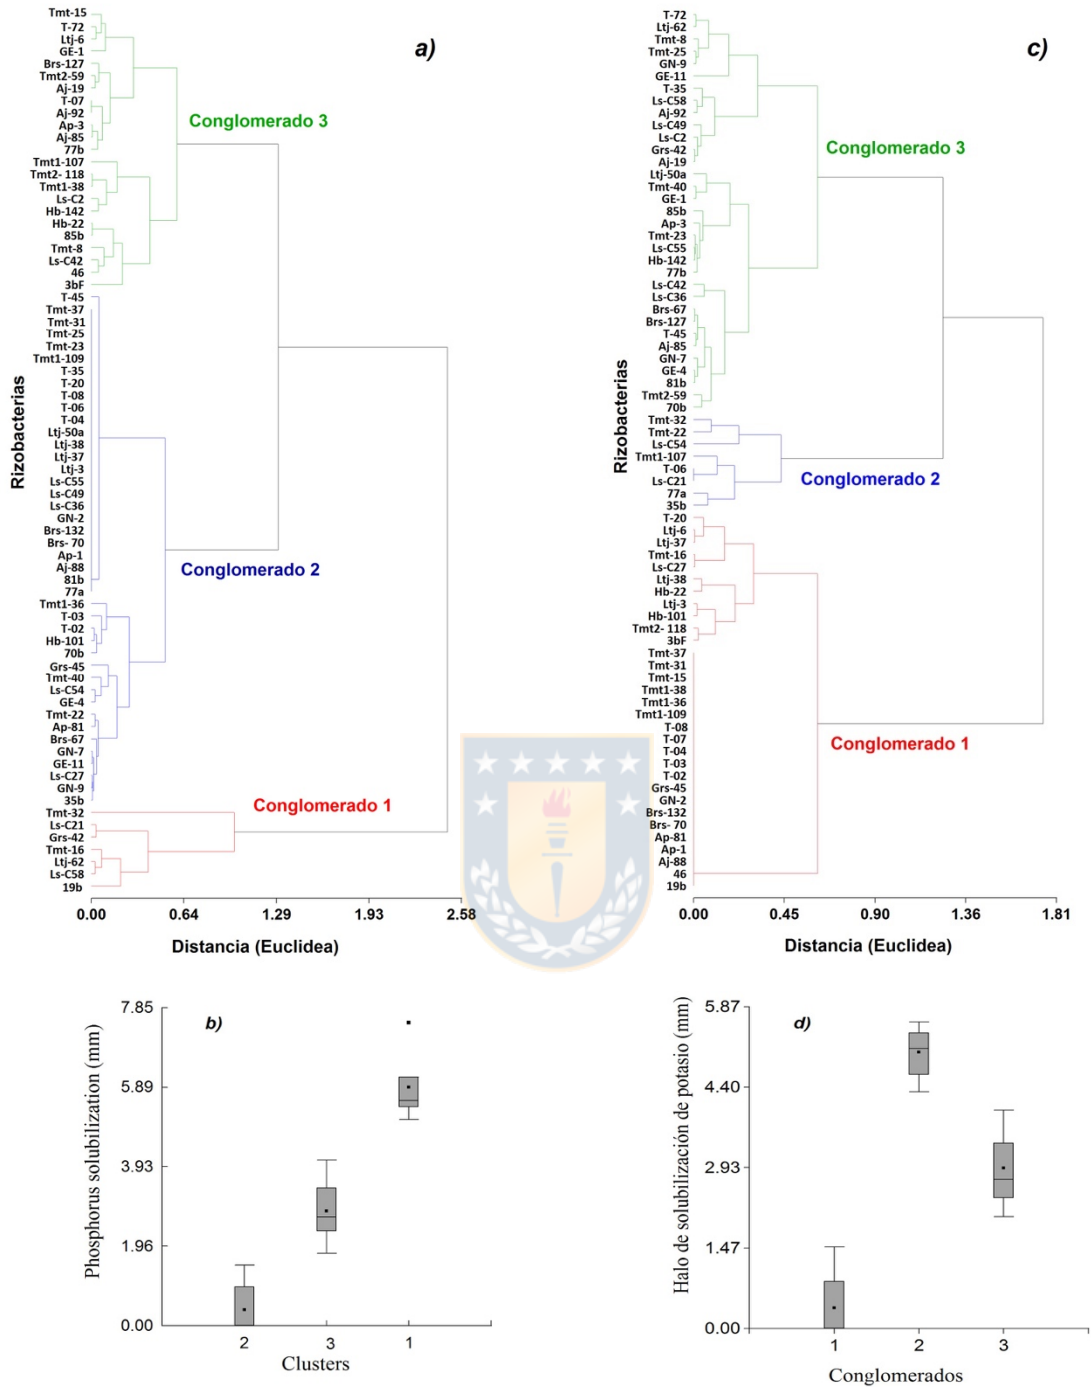 a)
Rizobacterias
Tmt-15
T-72
Ltj-6
GE-1
Brs-127
Tmt2-59
Aj-19
T-07
Aj-92
Ap-3
Aj-85
77b
Tmt1-107
Tmt2- 118
Tmt1-38
Ls-C2
Hb-142
Hb-22
85b
Tmt-8
Ls-C42
46
3bF
T-45
Tmt-37
Tmt-31
Tmt-25
Tmt-23
Tmt1-109
T-35
T-20
T-08
T-06
T-04
Ltj-50a
Ltj-38
Ltj-37
Ltj-3
Ls-C55
Ls-C49
Ls-C36
GN-2
Brs-132
Brs- 70
Ap-1
Aj-88
81b
77a
Tmt1-36
T-03
T-02
Hb-101
70b
Grs-45
Tmt-40
Ls-C54
GE-4
Tmt-22
Ap-81
Brs-67
GN-7
GE-11
Ls-C27
GN-9
35b
Tmt-32
Ls-C21
Grs-42
Tmt-16
Ltj-62
Ls-C58
19b
Conglomerado 3
Conglomerado 2
Conglomerado 1
0.00 0.64 1.29 1.93 2.58
Distancia (Euclidea)
c)
Rizobacterias
T-72
Ltj-62
Tmt-8
Tmt-25
GN-9
GE-11
T-35
Ls-C58
Aj-92
Ls-C49
Ls-C2
Grs-42
Aj-19
Ltj-50a
Tmt-40
GE-1
85b
Ap-3
Tmt-23
Ls-C55
Hb-142
77b
Ls-C42
Ls-C36
Brs-67
Brs-127
T-45
Aj-85
GN-7
GE-4
81b
Tmt2-59
70b
Tmt-32
Tmt-22
Ls-C54
Tmt1-107
T-06
Ls-C21
77a
35b
T-20
Ltj-6
Ltj-37
Tmt-16
Ls-C27
Ltj-38
Hb-22
Ltj-3
Hb-101
Tmt2- 118
3bF
Tmt-37
Tmt-31
Tmt-15
Tmt1-38
Tmt1-36
Tmt1-109
T-08
T-07
T-04
T-03
T-02
Grs-45
GN-2
Brs-132
Brs- 70
Ap-81
Ap-1
Aj-88
46
19b
Conglomerado 3
Conglomerado 2
Conglomerado 1
0.00 0.45 0.90 1.36 1.81
Distancia (Euclidea)
b)
Phosphorus solubilization (mm)
7.85
5.89
3.93
1.96
0.00
2 3 1
Clusters
d)
Halo de solubilización de potasio (mm)
5.87
4.40
2.93
1.47
0.00
1 2 3
Conglomerados